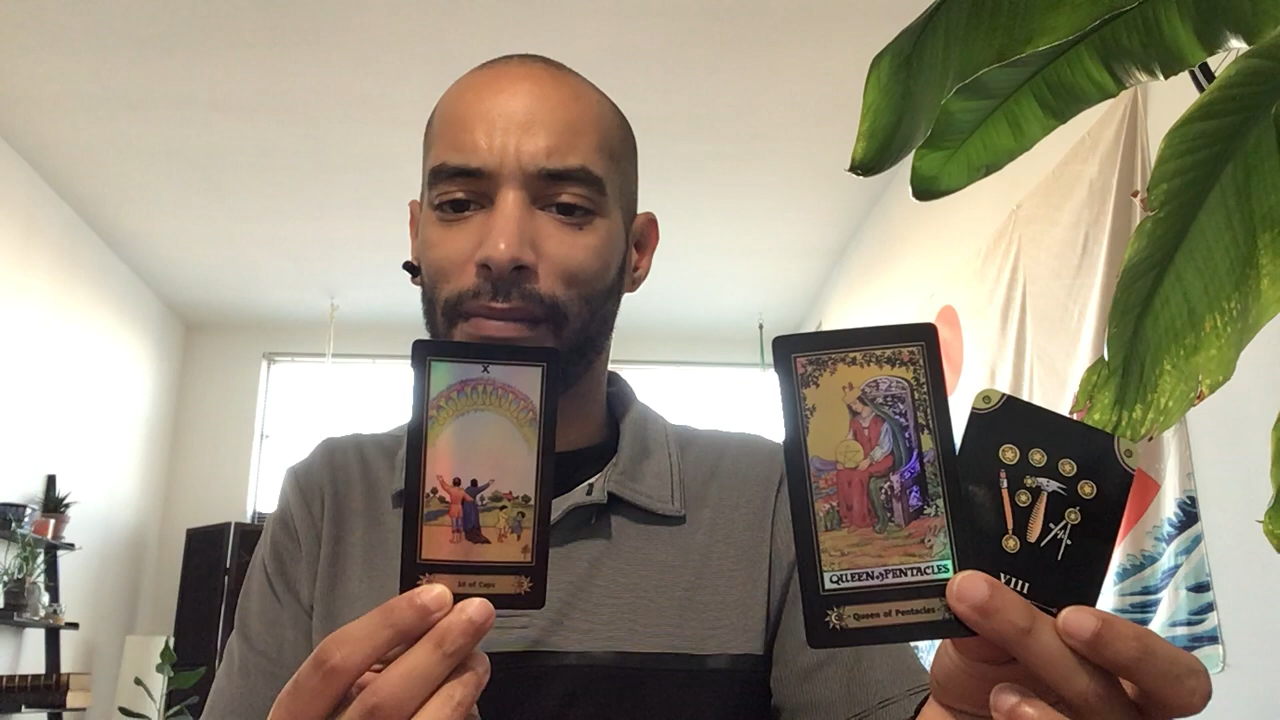 X
10 of Cups
QUEEN of PENTACLES
Queen of Pentacles
VIII